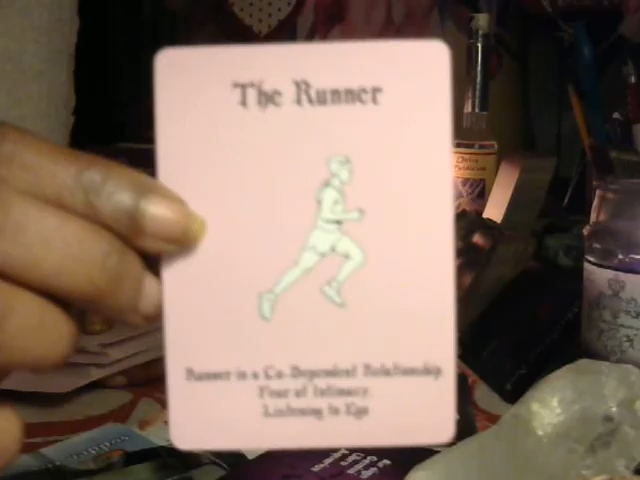 The Runner
Runner in a Co-Dependent Relationship.
Fear of Intimacy.
Listening to Ego